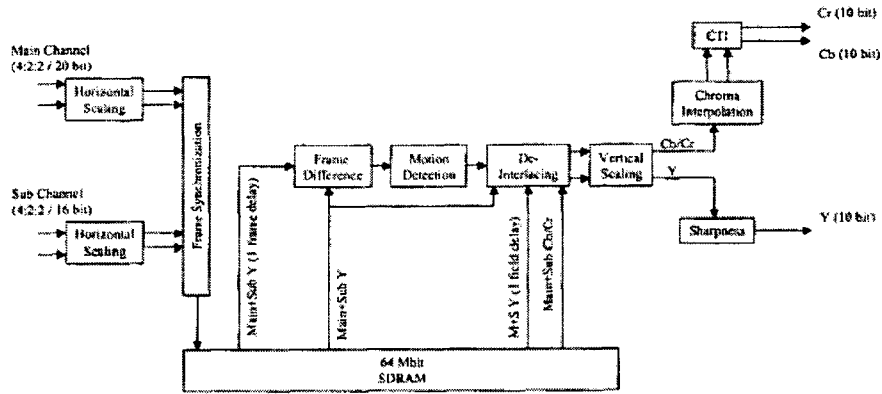 Main Channel
(4:2:2 / 20 bit)
Horizontal
Scaling
Sub Channel
(4:2:2 / 16 bit)
Horizontal
Scaling
Frame Synchronization
Main+Sub Y (1 frame delay)
Main+Sub Y
M+S Y (1 field delay)
Main+Sub Cb/Cr
64 Mbit
SDRAM
Frame
Difference
Motion
Detection
De-
Interlacing
Vertical
Scaling
Cb/Cr
Y
Chroma
Interpolation
CTI
Sharpness
Cr (10 bit)
Cb (10 bit)
Y (10 bit)